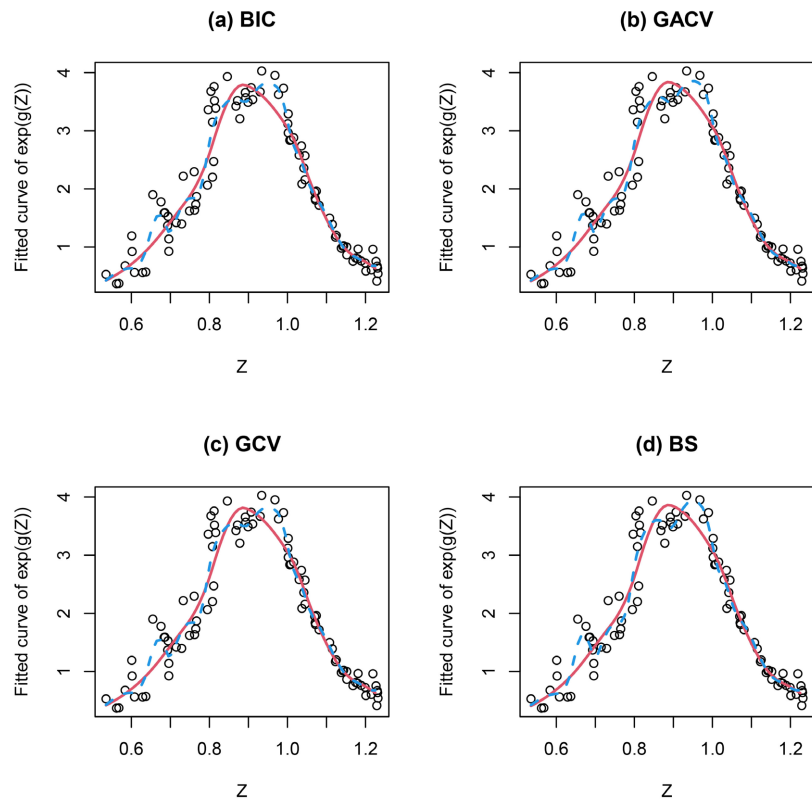 (a) BIC
Fitted curve of exp(g(Z))
4
3
2
1
0.6 0.8 1.0 1.2
Z
(b) GACV
Fitted curve of exp(g(Z))
4
3
2
1
0.6 0.8 1.0 1.2
Z
(c) GCV
Fitted curve of exp(g(Z))
4
3
2
1
0.6 0.8 1.0 1.2
Z
(d) BS
Fitted curve of exp(g(Z))
4
3
2
1
0.6 0.8 1.0 1.2
Z